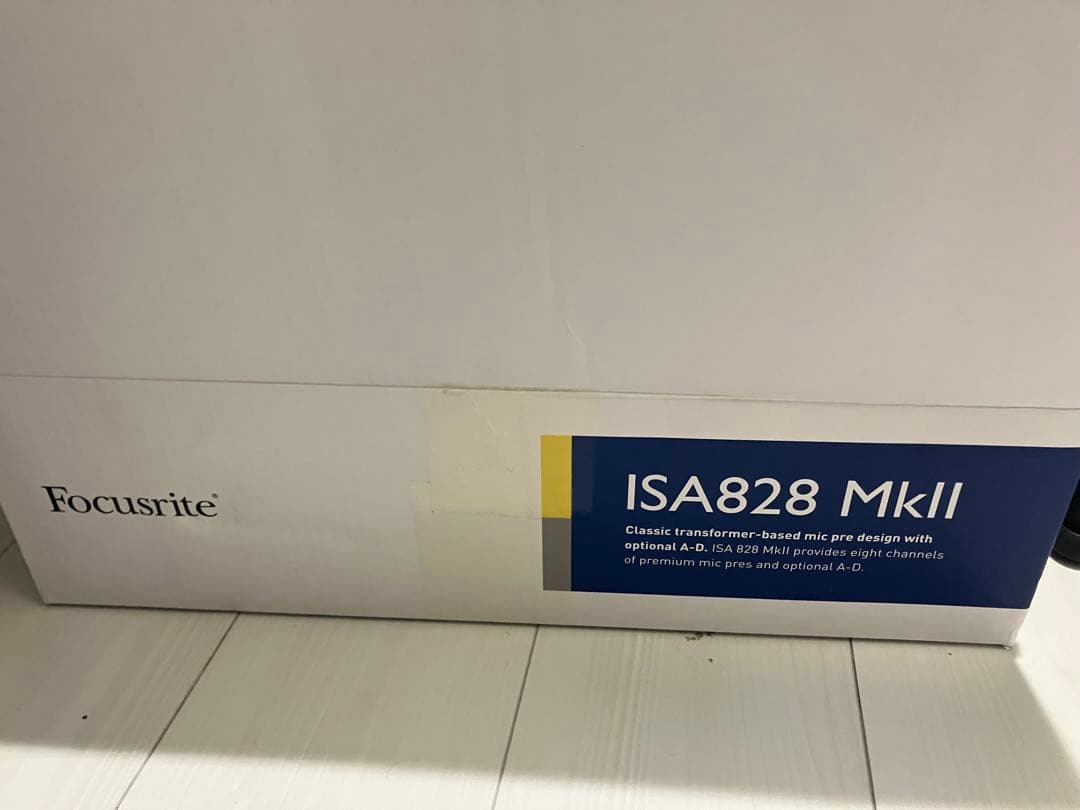 Focusrite®
ISA828 MkII
Classic transformer-based mic pre design with
optional A-D. ISA 828 MkII provides eight channels
of premium mic pres and optional A-D.